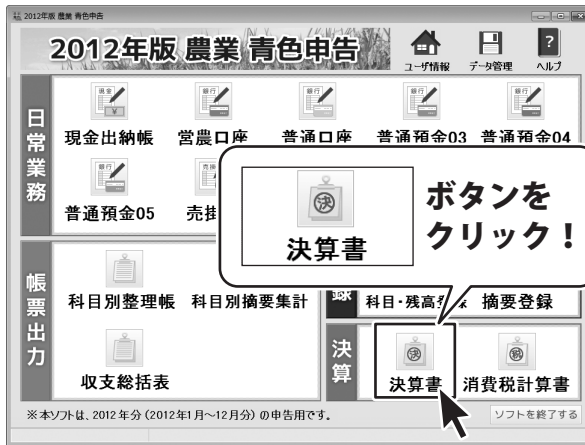 2012年版 農業 青色申告
2012年版 農業 青色申告
ユーザ情報 データ管理 ヘルプ
日常業務
現金出納帳 営農口座 普通口座 普通預金03 普通預金04
普通預金05 売掛
ボタンを
クリック！
決算書
帳票出力
科目別整理帳 科目別摘要集計
録
科目・残高登録 摘要登録
収支総括表
決算
決算書 消費税計算書
※本ソフトは、2012年分(2012年1月～12月分)の申告用です。
ソフトを終了する